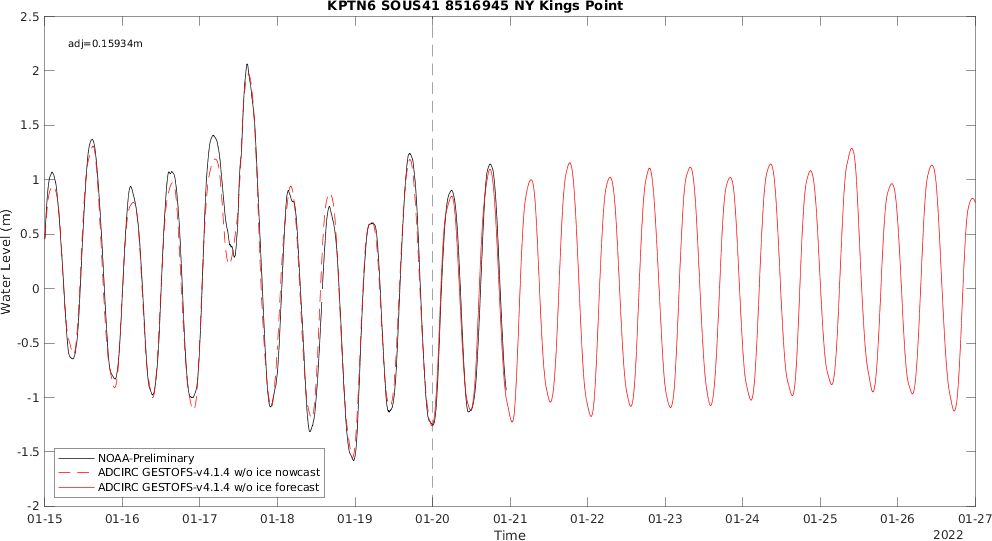 KPTN6 SOUS41 8516945 NY Kings Point
adj=0.15934m
2.5
2
1.5
1
0.5
0
-0.5
-1
-1.5
-2
Water Level (m)
NOAA-Preliminary
ADCIRC GESTOFS-v4.1.4 w/o ice nowcast
ADCIRC GESTOFS-v4.1.4 w/o ice forecast
01-15 01-16 01-17 01-18 01-19 01-20 01-21 01-22 01-23 01-24 01-25 01-26 01-27
Time
2022